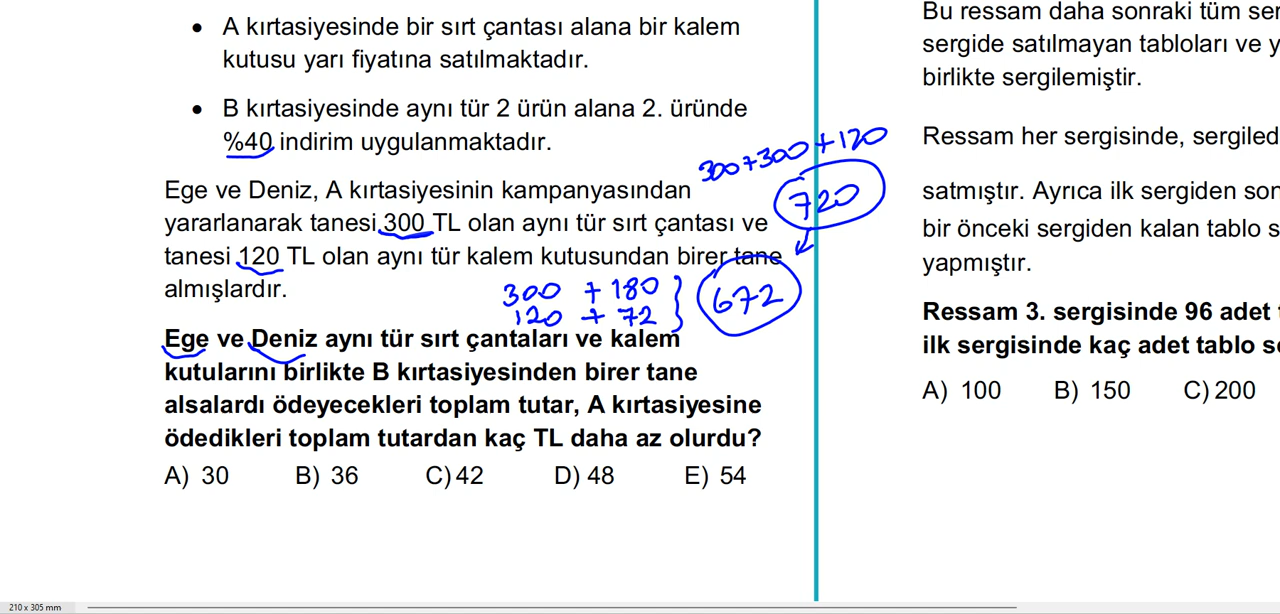 • A kırtasiyesinde bir sırt çantası alana bir kalem
kutusu yarı fiyatına satılmaktadır.
• B kırtasiyesinde aynı tür 2 ürün alana 2. üründe
%40 indirim uygulanmaktadır.
300+300+120
720
Ege ve Deniz, A kırtasiyesinin kampanyasından
yararlanarak tanesi 300 TL olan aynı tür sırt çantası ve
tanesi 120 TL olan aynı tür kalem kutusundan birer tane
almışlardır.
300 + 180
120 + 72
672
Ege ve Deniz aynı tür sırt çantaları ve kalem
kutularını birlikte B kırtasiyesinden birer tane
alsalardı ödeyecekleri toplam tutar, A kırtasiyesine
ödedikleri toplam tutardan kaç TL daha az olurdu?
A) 30 B) 36 C) 42 D) 48 E) 54
Bu ressam daha sonraki tüm
sergide satılmayan tabloları ve
birlikte sergilemiştir.
Ressam her sergisinde,
satmıştır. Ayrıca ilk sergiden
bir önceki sergiden kalan tablo
yapmıştır.
Ressam 3. sergisinde 96 adet
ilk sergisinde kaç adet tablo
A) 100 B) 150 C) 200
210 x 305 mm